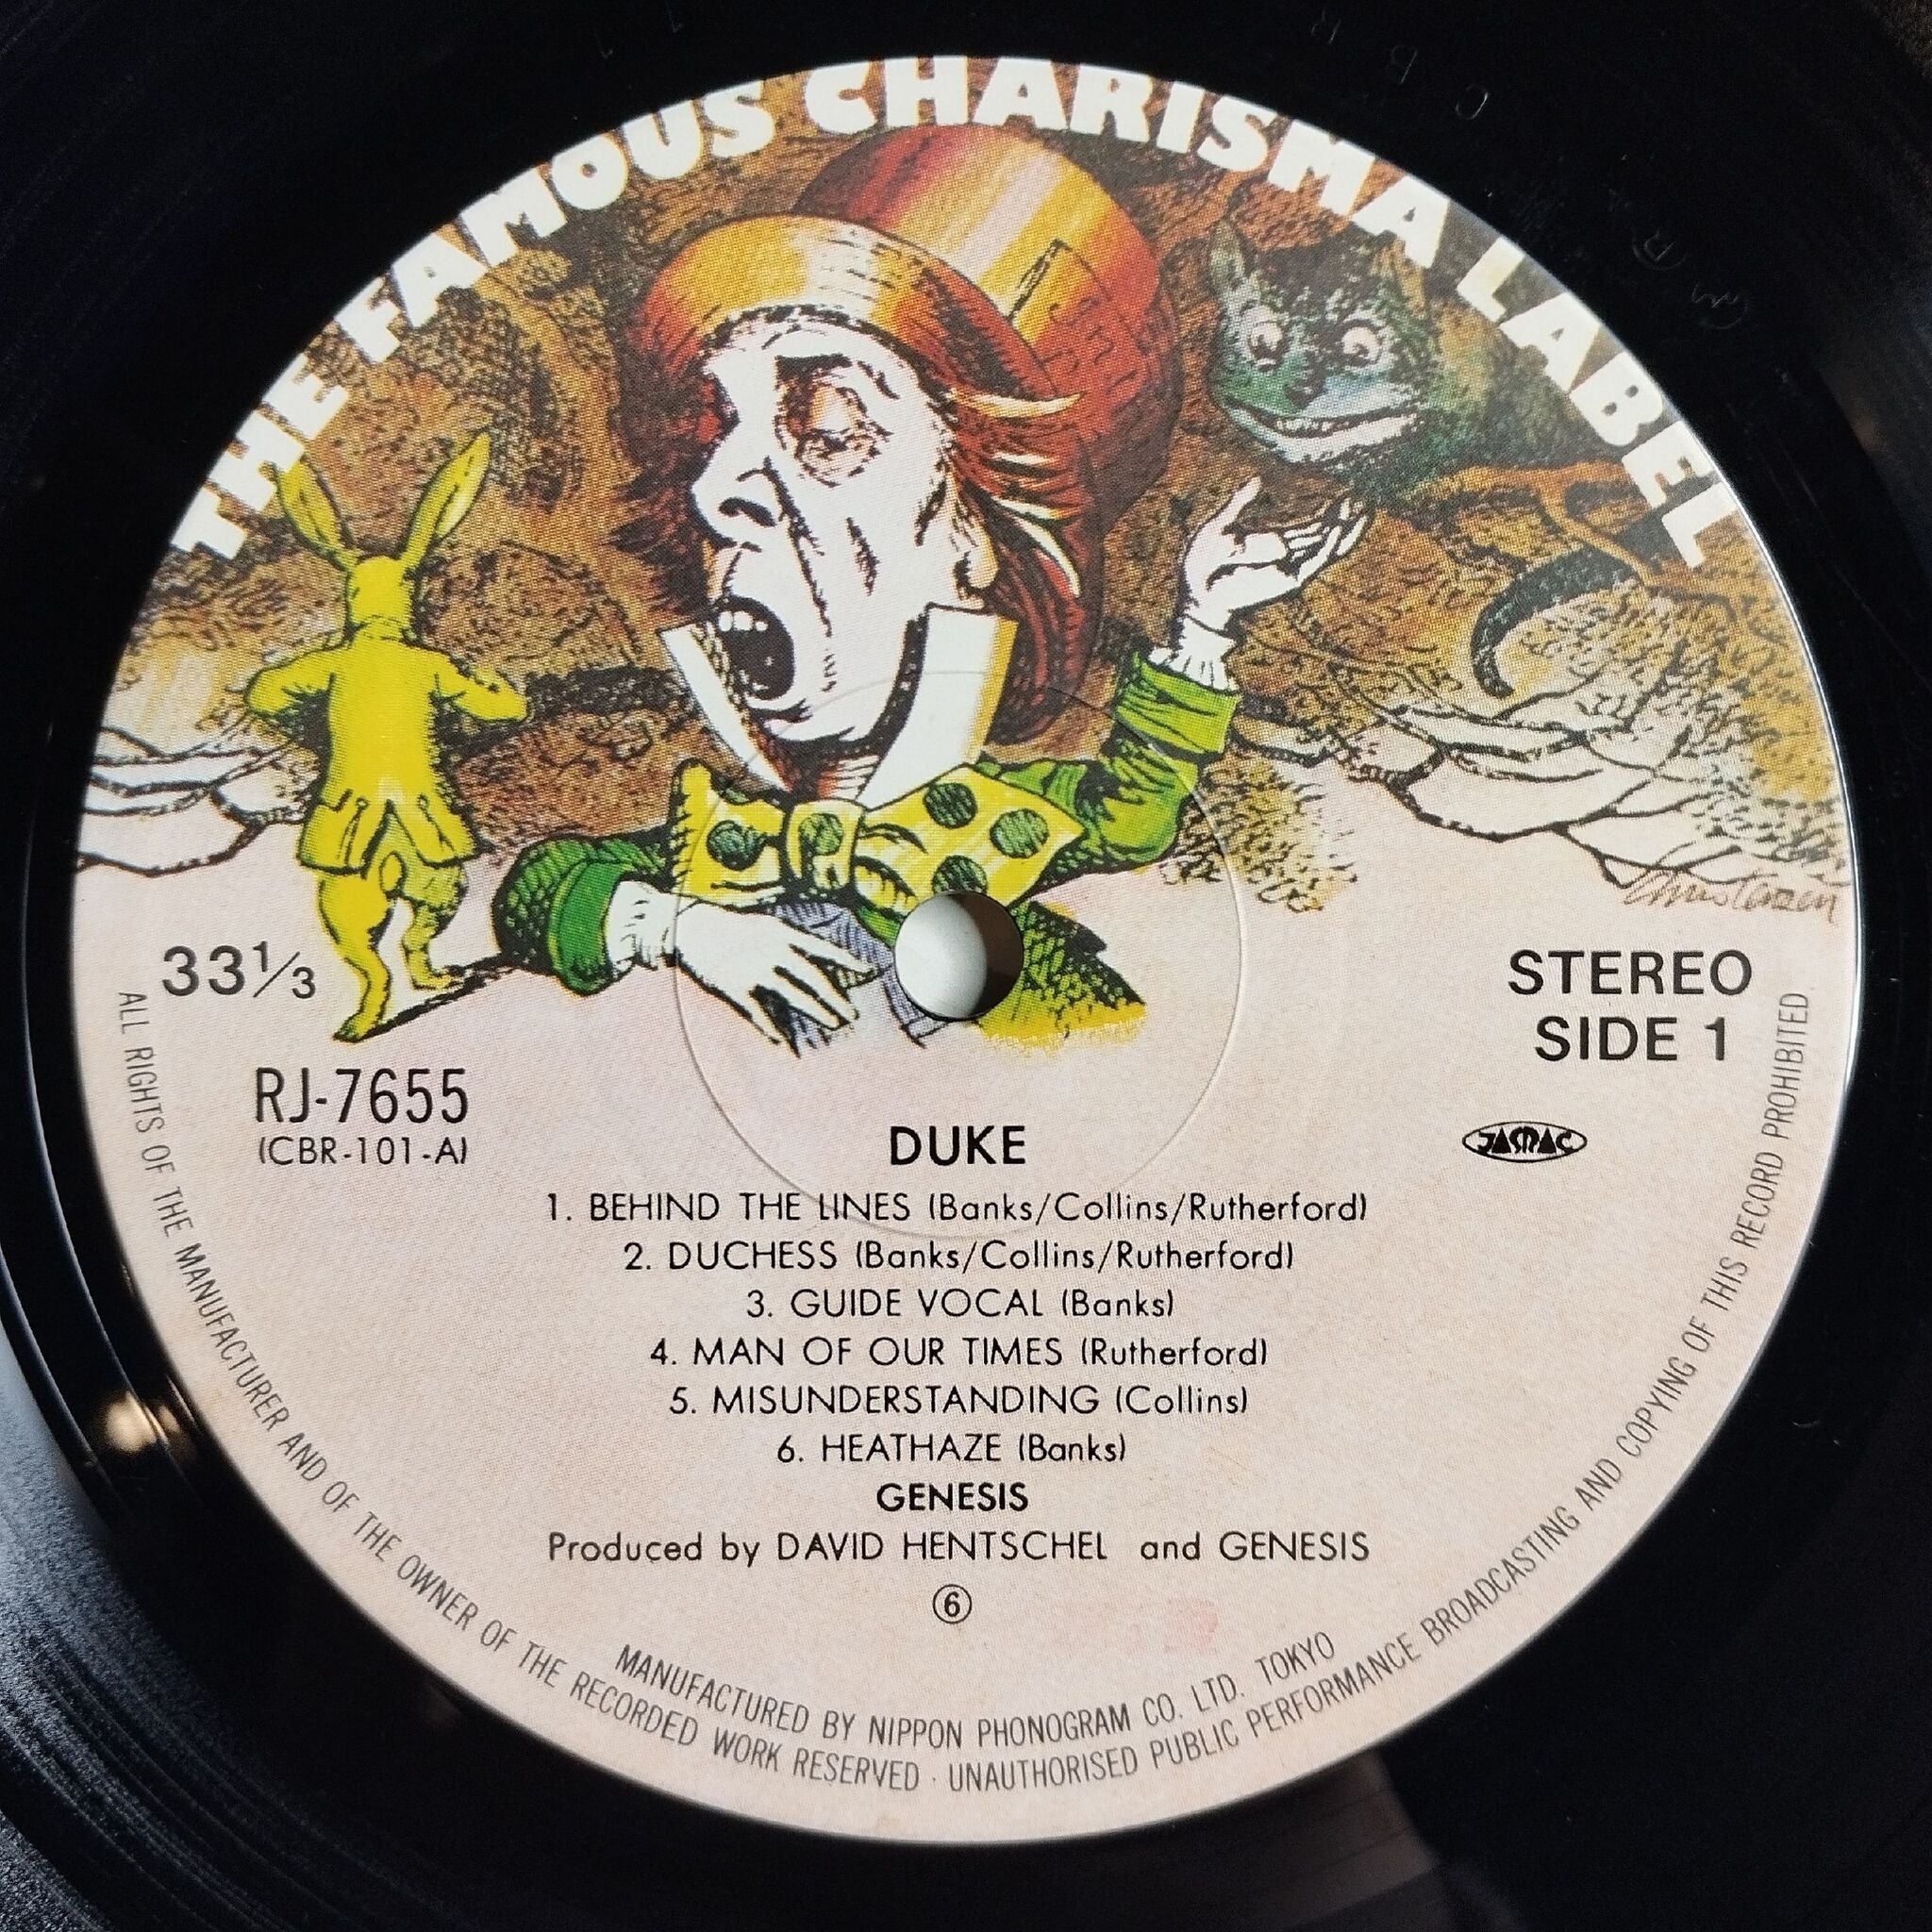 THE FAMOUS CHARISMA LABEL
33⅓
STEREO
SIDE 1
RJ-7655
(CBR-101-A)
JASRAC
DUKE
1. BEHIND THE LINES (Banks/Collins/Rutherford)
2. DUCHESS (Banks/Collins/Rutherford)
3. GUIDE VOCAL (Banks)
4. MAN OF OUR TIMES (Rutherford)
5. MISUNDERSTANDING (Collins)
6. HEATHAZE (Banks)
GENESIS
Produced by DAVID HENTSCHEL and GENESIS
⑥
MANUFACTURED BY NIPPON PHONOGRAM CO. LTD. TOKYO
ALL RIGHTS OF THE MANUFACTURER AND OF THE OWNER OF THE RECORDED WORK RESERVED · UNAUTHORISED PUBLIC PERFORMANCE BROADCASTING AND COPYING OF THIS RECORD PROHIBITED